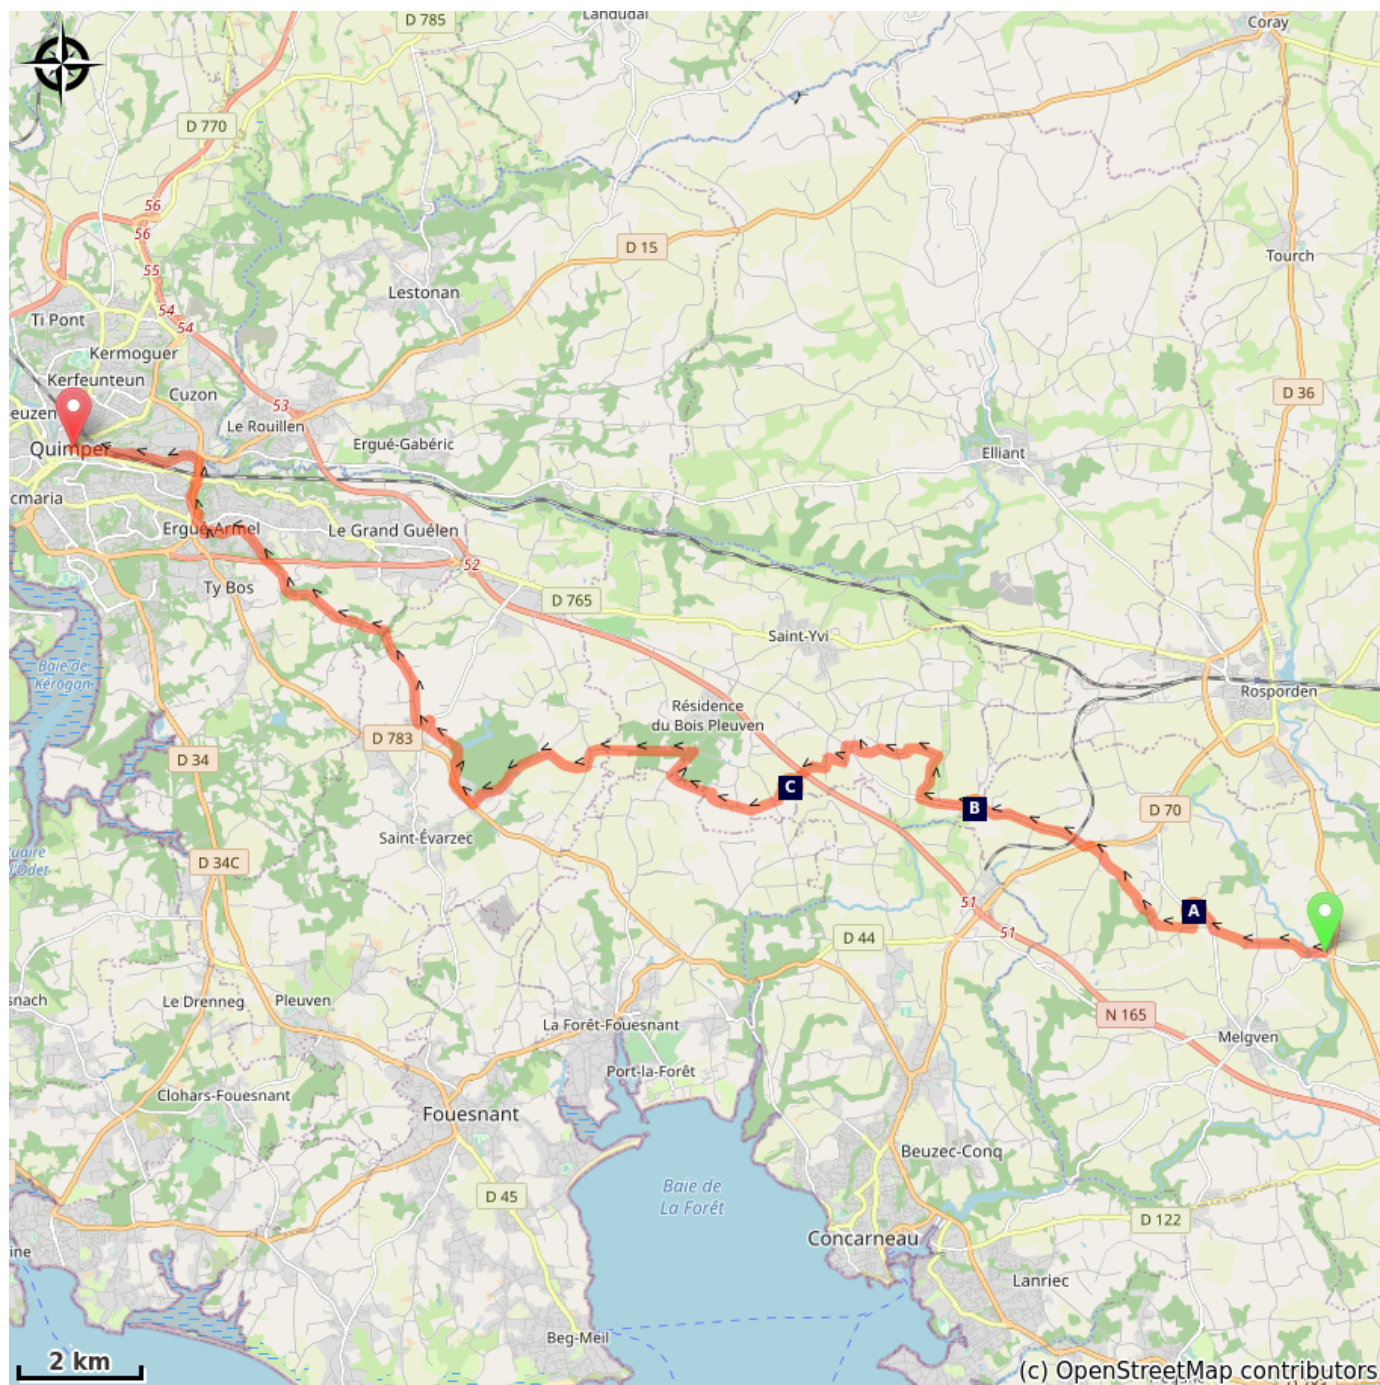 D 785
Landudal
Coray
D 770
56
56
D 15
Tourch
55
Lestonan
54
Ti Pont
54
Kermoguer
Kerfeunteun
D 36
Cuzon
53
Le Rouillen
Ergué-Gabéric
Quimper
Elliant
Ergué-Armel
Le Grand Guélen
52
Ty Bos
D 765
Saint-Yvi
Baie de
Kérogan
Rosporden
Résidence
du Bois Pleuven
D 783
D 34
C
B
D 70
Saint-Évarzec
D 34C
51
A
51
D 44
Le Drenneg
Pleuven
N 165
La Forêt-Fouesnant
Melgven
Port-la-Forêt
Clohars-Fouesnant
Fouesnant
Beuzec-Conq
Baie de
La Forêt
D 45
D 122
Concarneau
Lanriec
Beg-Meil
2 km
(c) OpenStreetMap contributors